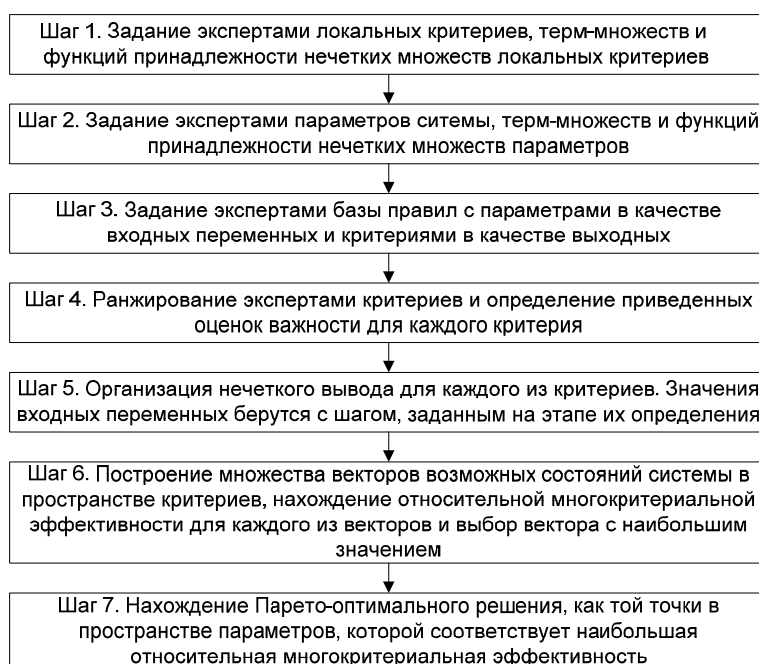 Шаг 1. Задание экспертами локальных критериев, терм-множеств и
функций принадлежности нечетких множеств локальных критериев
Шаг 2. Задание экспертами параметров ситемы, терм-множеств и функций
принадлежности нечетких множеств параметров
Шаг 3. Задание экспертами базы правил с параметрами в качестве
входных переменных и критериями в качестве выходных
Шаг 4. Ранжирование экспертами критериев и определение приведенных
оценок важности для каждого критерия
Шаг 5. Организация нечеткого вывода для каждого из критериев. Значения
входных переменных берутся с шагом, заданным на этапе их определения
Шаг 6. Построение множества векторов возможных состояний системы в
пространстве критериев, нахождение относительной многокритериальной
эффективности для каждого из векторов и выбор вектора с наибольшим
значением
Шаг 7. Нахождение Парето-оптимального решения, как той точки в
пространстве параметров, которой соответствует наибольшая
относительная многокритериальная эффективность